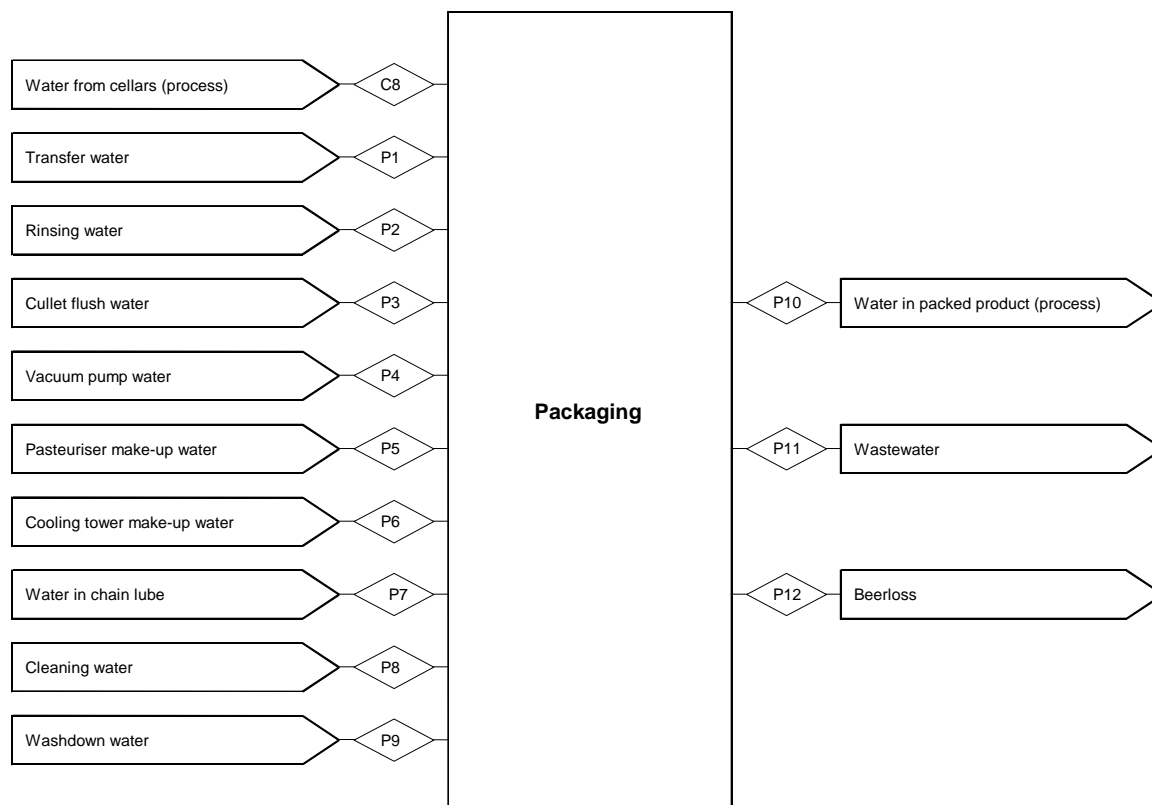 Water from cellars (process)
C8
Transfer water
P1
Rinsing water
P2
Cullet flush water
P3
Vacuum pump water
P4
Pasteuriser make-up water
P5
Cooling tower make-up water
P6
Water in chain lube
P7
Cleaning water
P8
Washdown water
P9
Packaging
P10
Water in packed product (process)
P11
Wastewater
P12
Beerloss